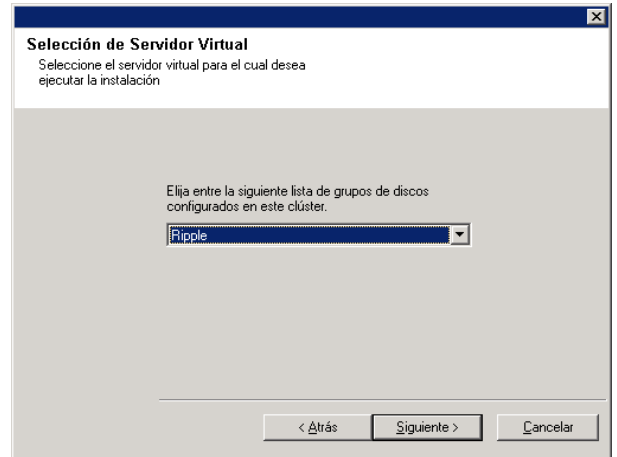 Selección de Servidor Virtual
Seleccione el servidor virtual para el cual desea
ejecutar la instalación
Elija entre la siguiente lista de grupos de discos
configurados en este clúster.
Ripple
< Atrás
Siguiente >
Cancelar